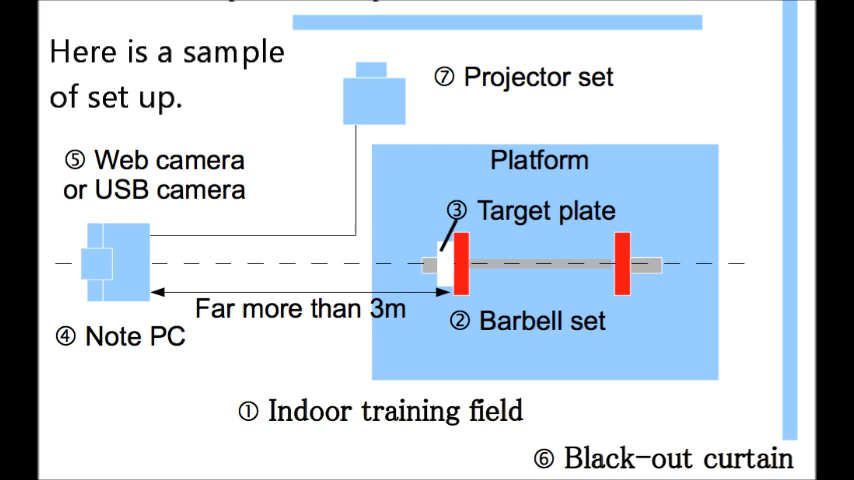 Here is a sample
of set up.
⑦ Projector set
⑤ Web camera
or USB camera
Platform
③ Target plate
Far more than 3m
② Barbell set
④ Note PC
① Indoor training field
⑥ Black-out curtain